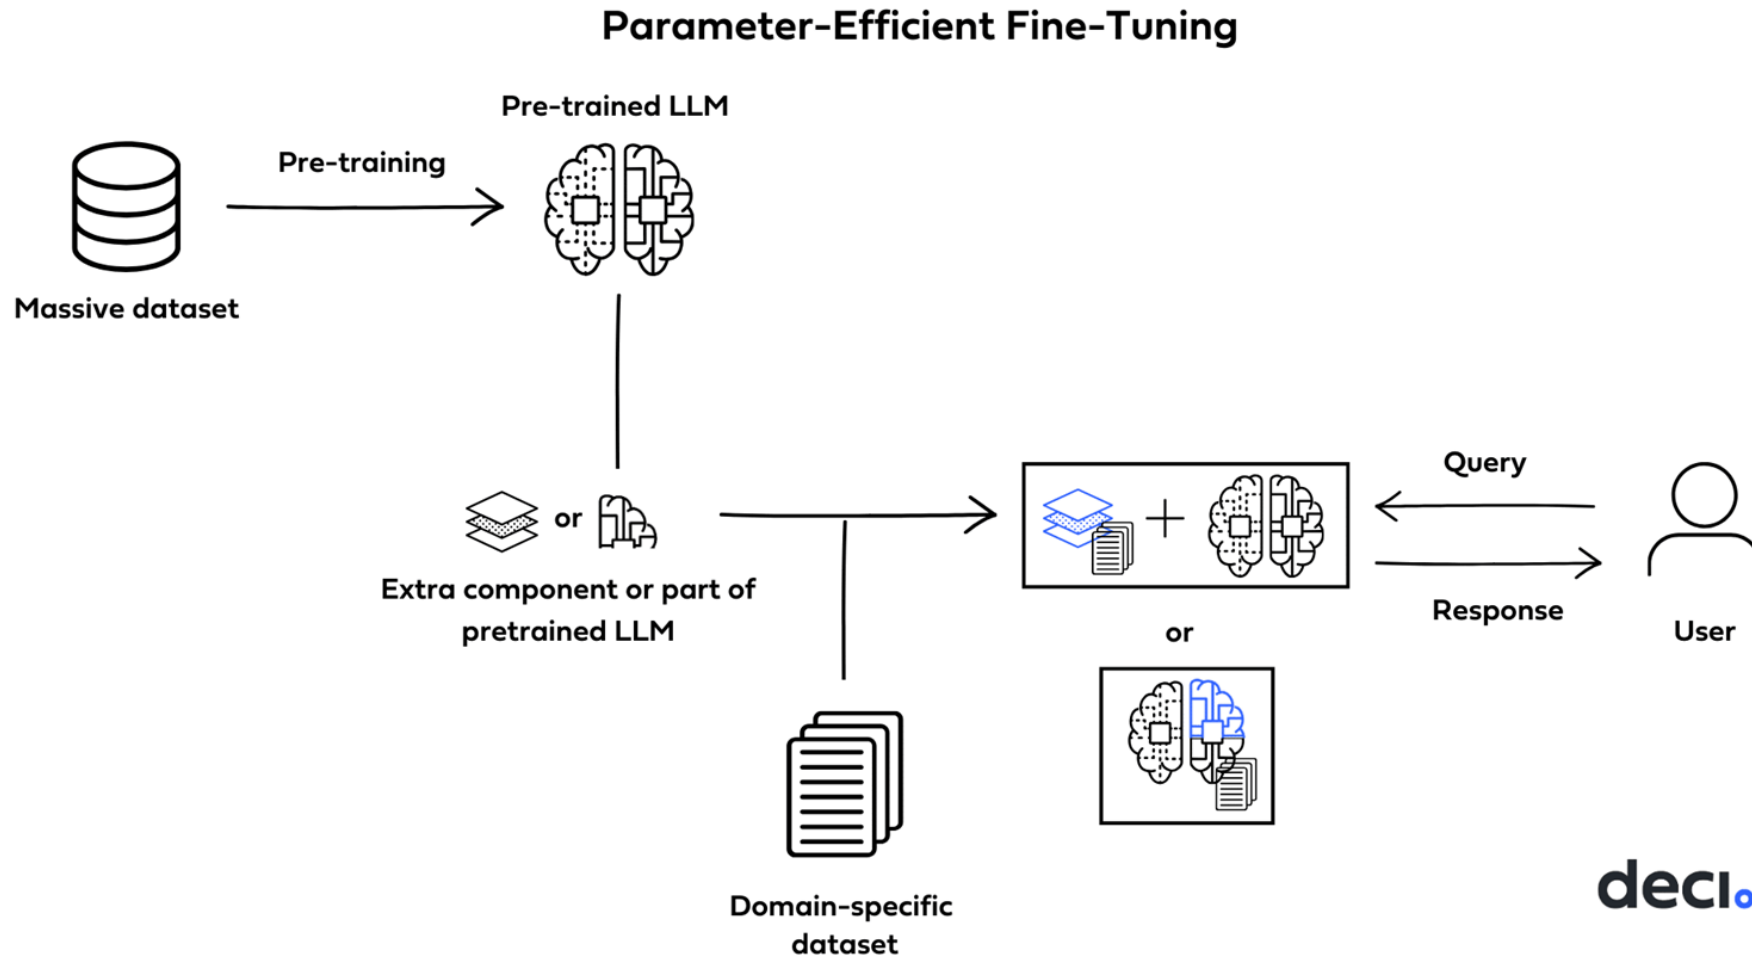 Parameter-Efficient Fine-Tuning
Pre-trained LLM
Pre-training
Massive dataset
or
Extra component or part of
pretrained LLM
Query
Response
User
or
Domain-specific
dataset
deci.